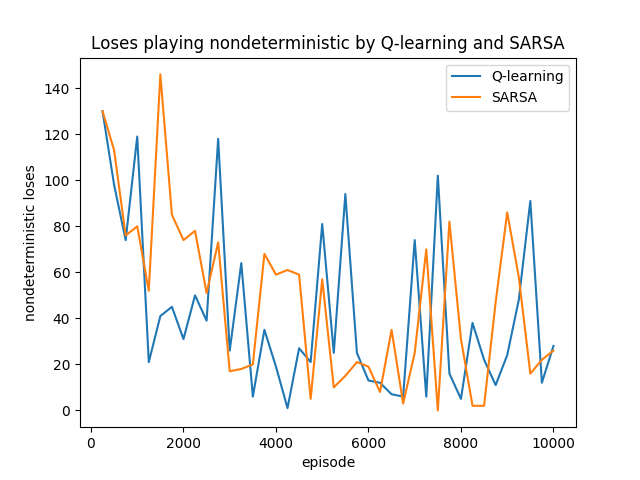 Loses playing nondeterministic by Q-learning and SARSA
Q-learning
SARSA
nondeterministic loses
140
120
100
80
60
40
20
0
0 2000 4000 6000 8000 10000
episode